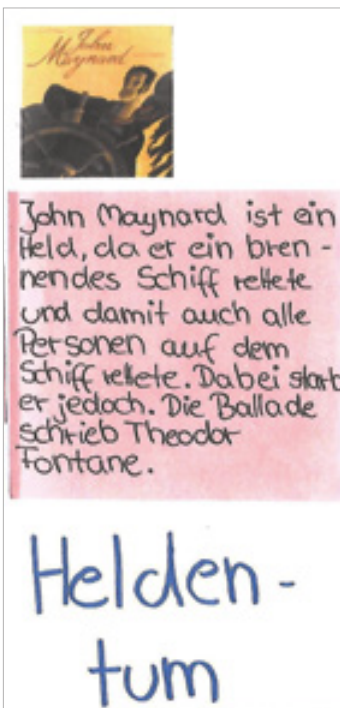 John
Maynard
John Maynard ist ein
Held, da er ein bren-
nendes Schiff rettete
und damit auch alle
Personen auf dem
Schiff rettete. Dabei starb
er jedoch. Die Ballade
schrieb Theodor
Fontane.
Helden-
tum